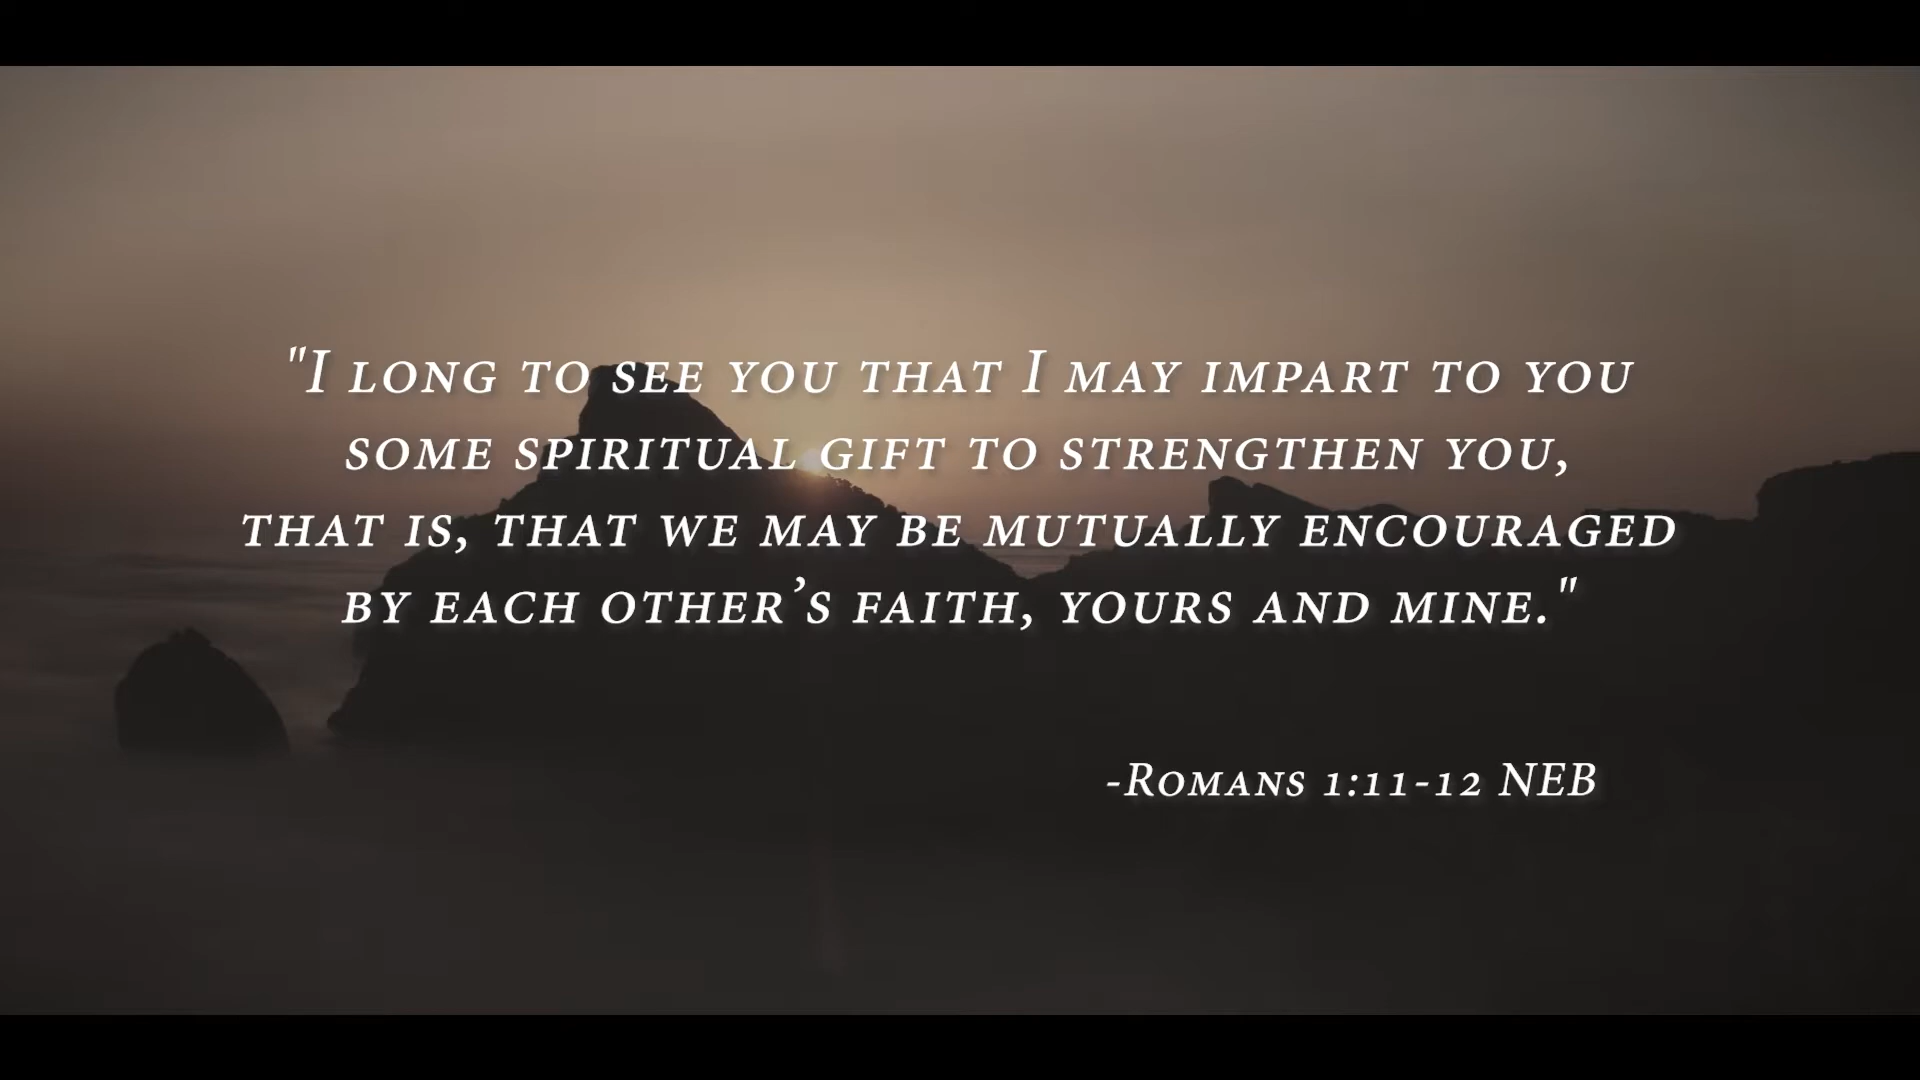 "I LONG TO SEE YOU THAT I MAY IMPART TO YOU
SOME SPIRITUAL GIFT TO STRENGTHEN YOU,
THAT IS, THAT WE MAY BE MUTUALLY ENCOURAGED
BY EACH OTHER’S FAITH, YOURS AND MINE."
-ROMANS 1:11-12 NEB